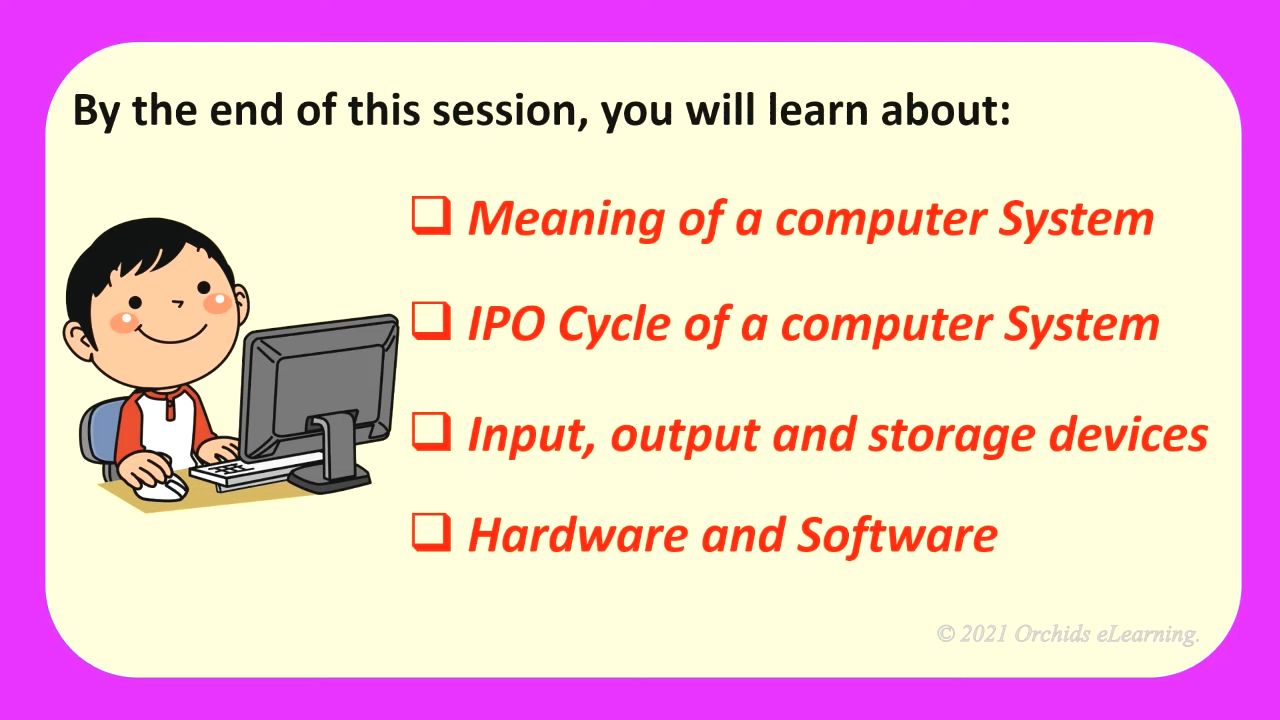 By the end of this session, you will learn about:
❑ Meaning of a computer System
❑ IPO Cycle of a computer System
❑ Input, output and storage devices
❑ Hardware and Software
© 2021 Orchids eLearning.